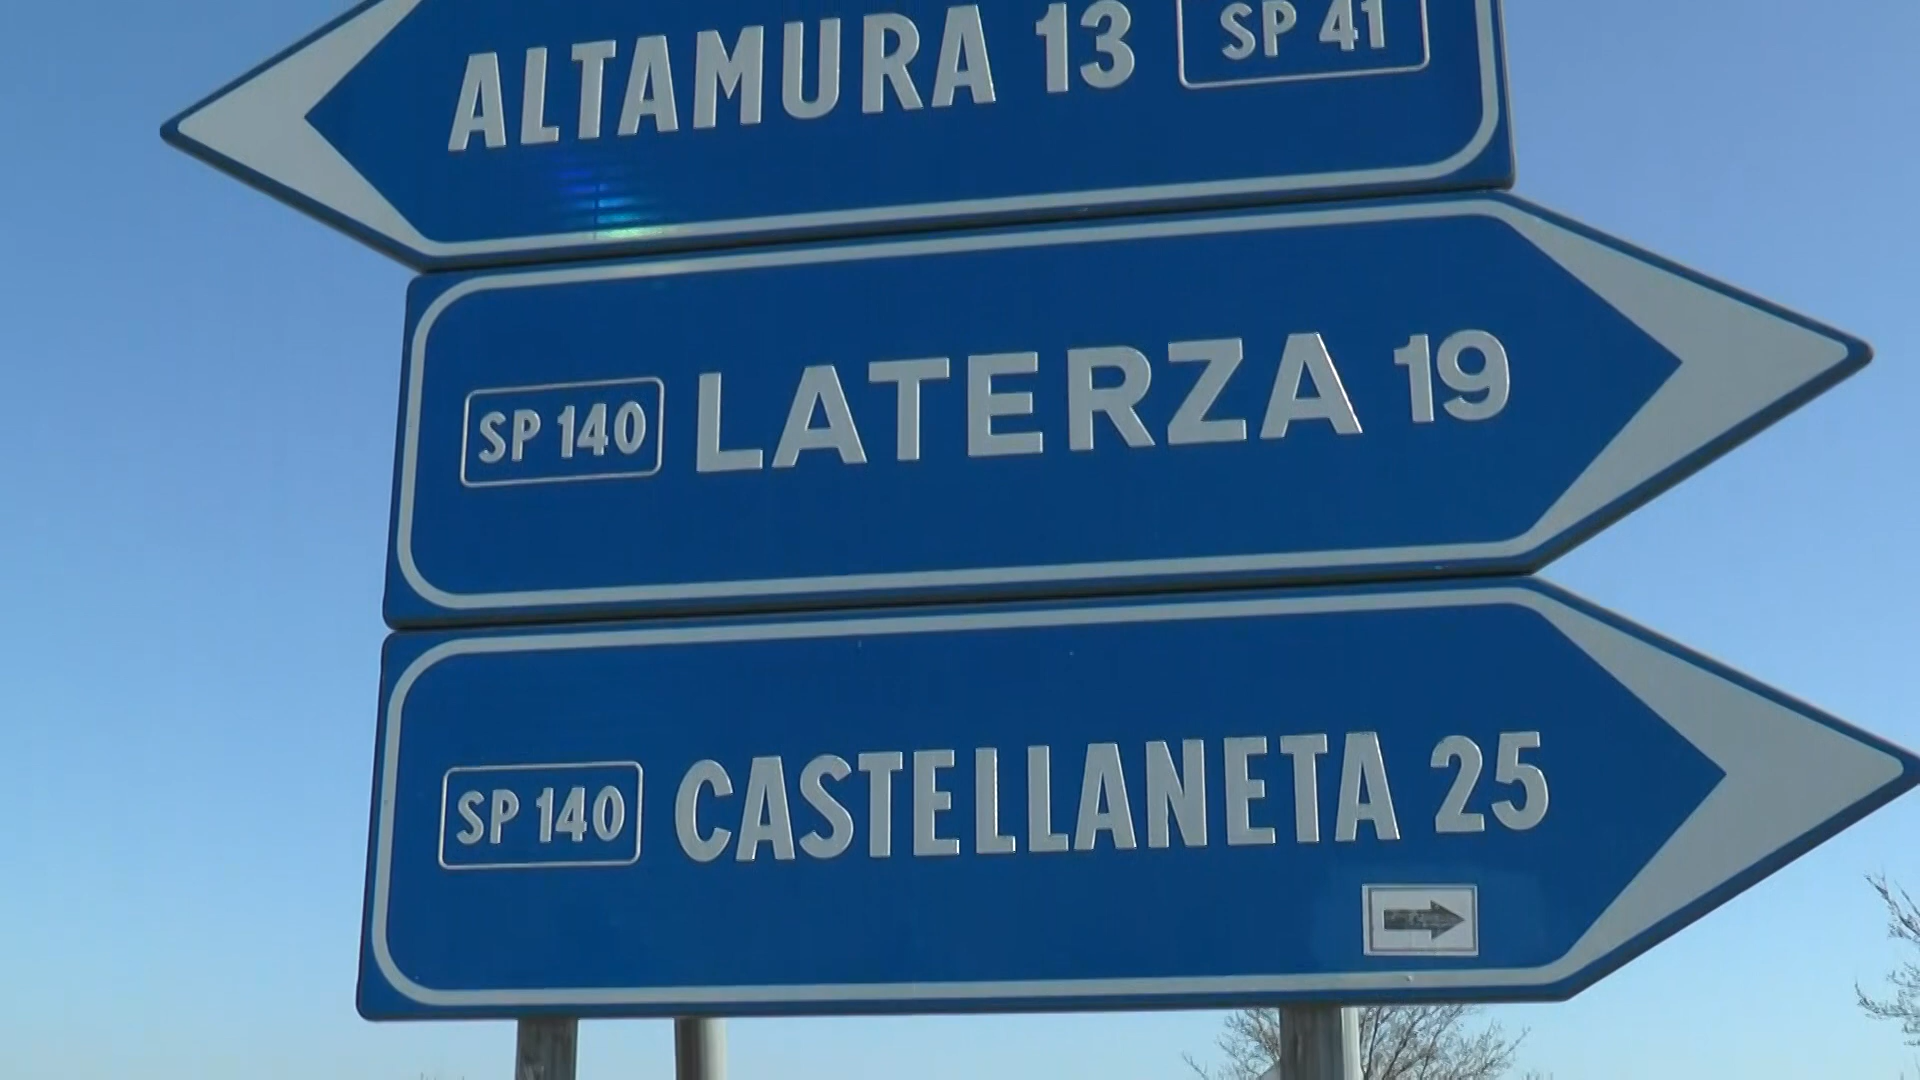 ALTAMURA 13 SP 41
SP 140 LATERZA 19
SP 140 CASTELLANETA 25